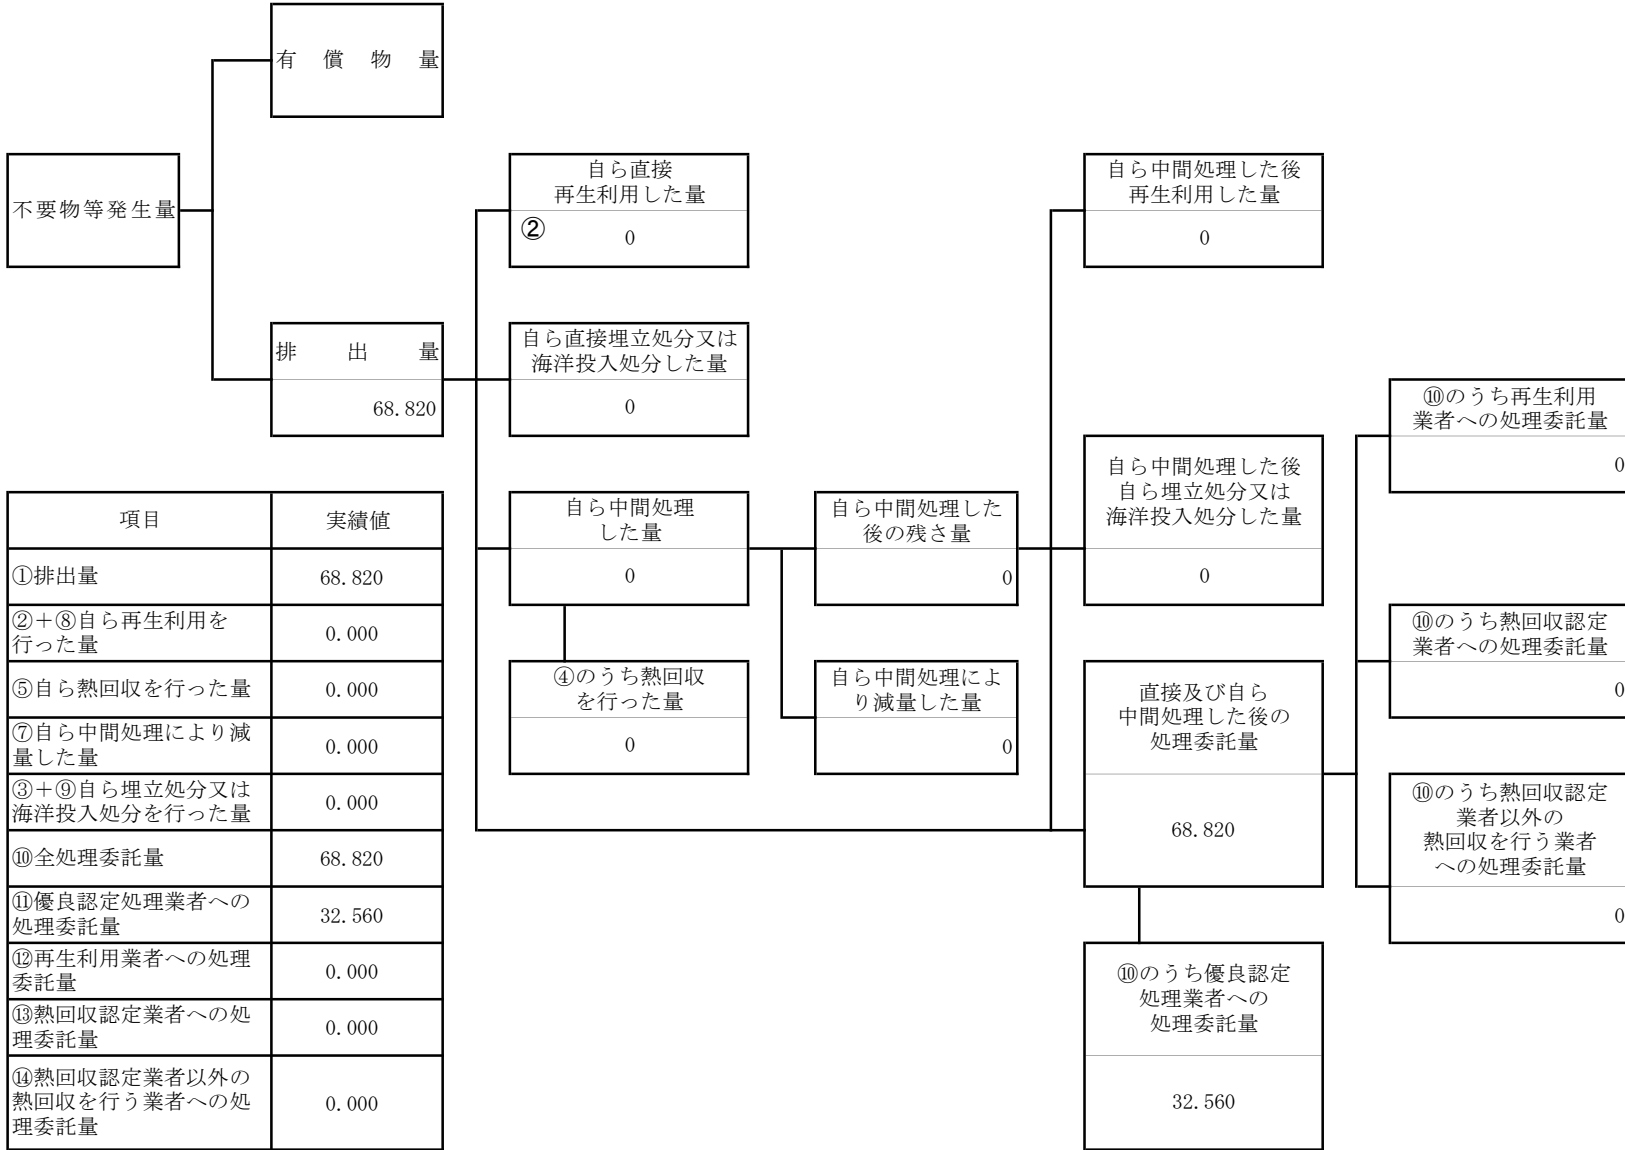 有償物量
不要物等発生量
自ら直接
再生利用した量
②
0
自ら中間処理した後
再生利用した量
0
排出量
68.820
自ら直接埋立処分又は
海洋投入処分した量
0
⑩のうち再生利用
業者への処理委託量
0
自ら中間処理
した量
0
自ら中間処理した
後の残さ量
0
自ら中間処理した後
自ら埋立処分又は
海洋投入処分した量
0
⑩のうち熱回収認定
業者への処理委託量
0
④のうち熱回収
を行った量
0
自ら中間処理によ
り減量した量
0
直接及び自ら
中間処理した後の
処理委託量
68.820
⑩のうち熱回収認定
業者以外の
熱回収を行う業者
への処理委託量
0
⑩のうち優良認定
処理業者への
処理委託量
32.560
項目 実績値
①排出量 68.820
②＋⑧自ら再生利用を
行った量 0.000
⑤自ら熱回収を行った量 0.000
⑦自ら中間処理により減
量した量 0.000
③＋⑨自ら埋立処分又は
海洋投入処分を行った量 0.000
⑩全処理委託量 68.820
⑪優良認定処理業者への
処理委託量 32.560
⑫再生利用業者への処理
委託量 0.000
⑬熱回収認定業者への処
理委託量 0.000
⑭熱回収認定業者以外の
熱回収を行う業者への処
理委託量 0.000